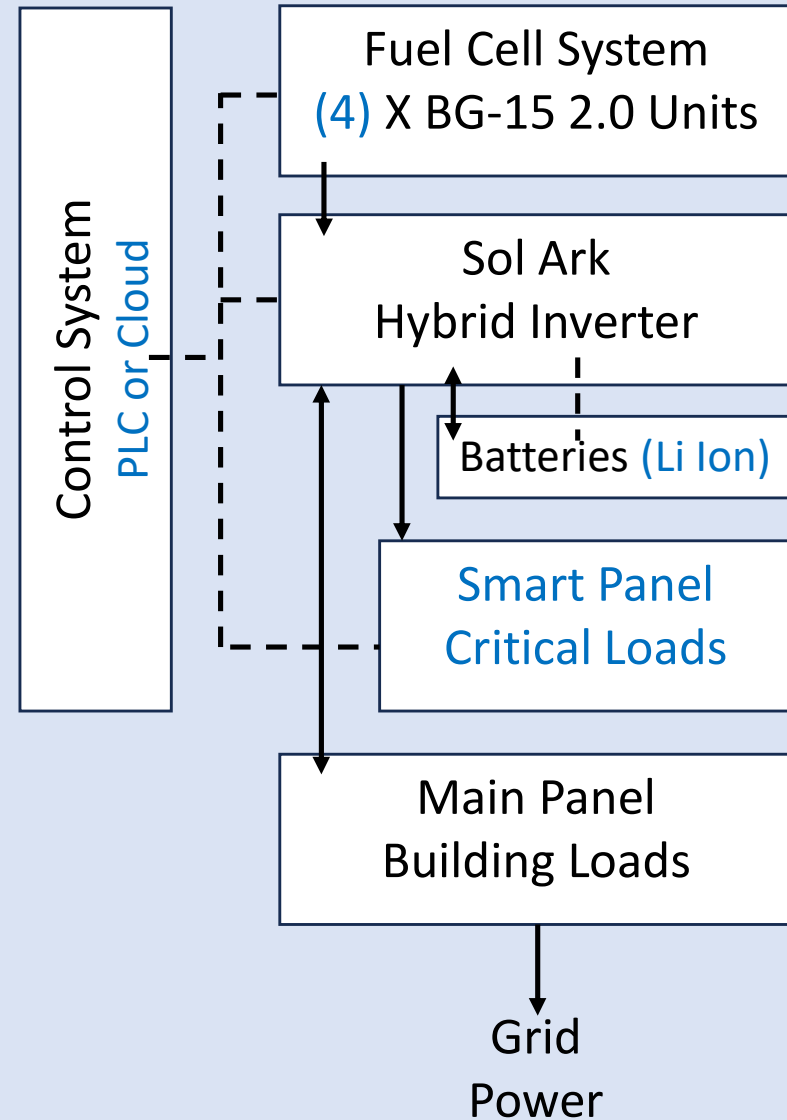 Control System
PLC or Cloud
Fuel Cell System
(4) X BG-15 2.0 Units
Sol Ark
Hybrid Inverter
Batteries (Li Ion)
Smart Panel
Critical Loads
Main Panel
Building Loads
Grid
Power